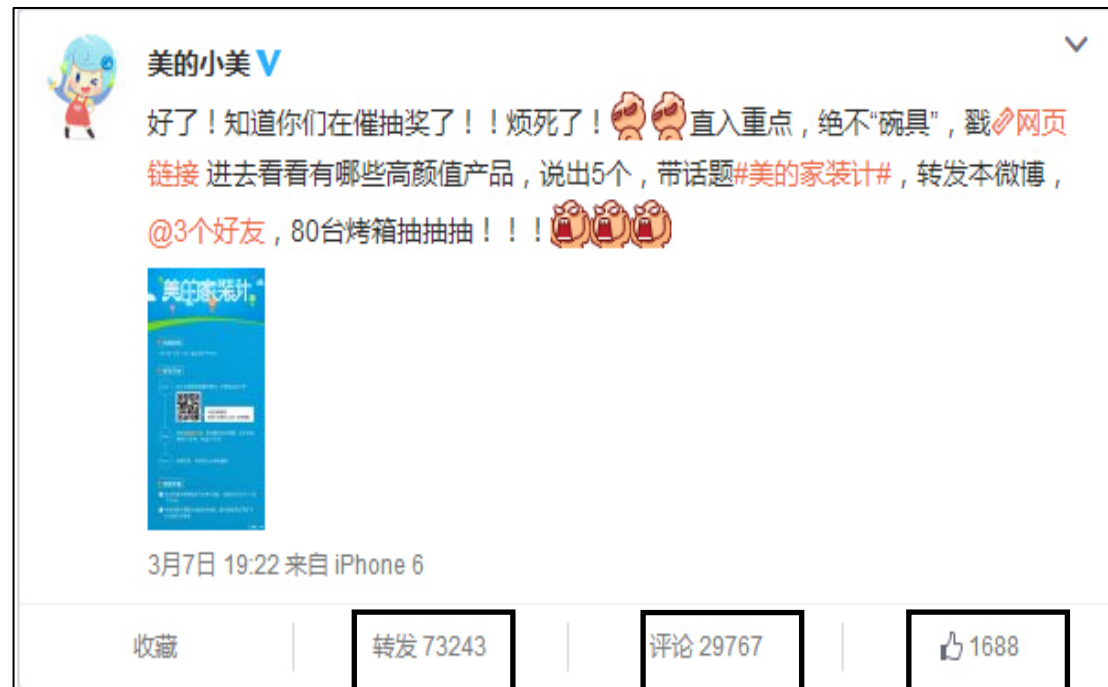 美的小美
好了！知道你们在催抽奖了！！烦死了！直入重点，绝不“碗具”，戳网页
链接 进去看看有哪些高颜值产品，说出5个，带话题#美的家装计#，转发本微博，
@3个好友，80台烤箱抽抽抽！！！
美的家装计
3月7日 19:22 来自 iPhone 6
收藏 转发 73243 评论 29767 1688